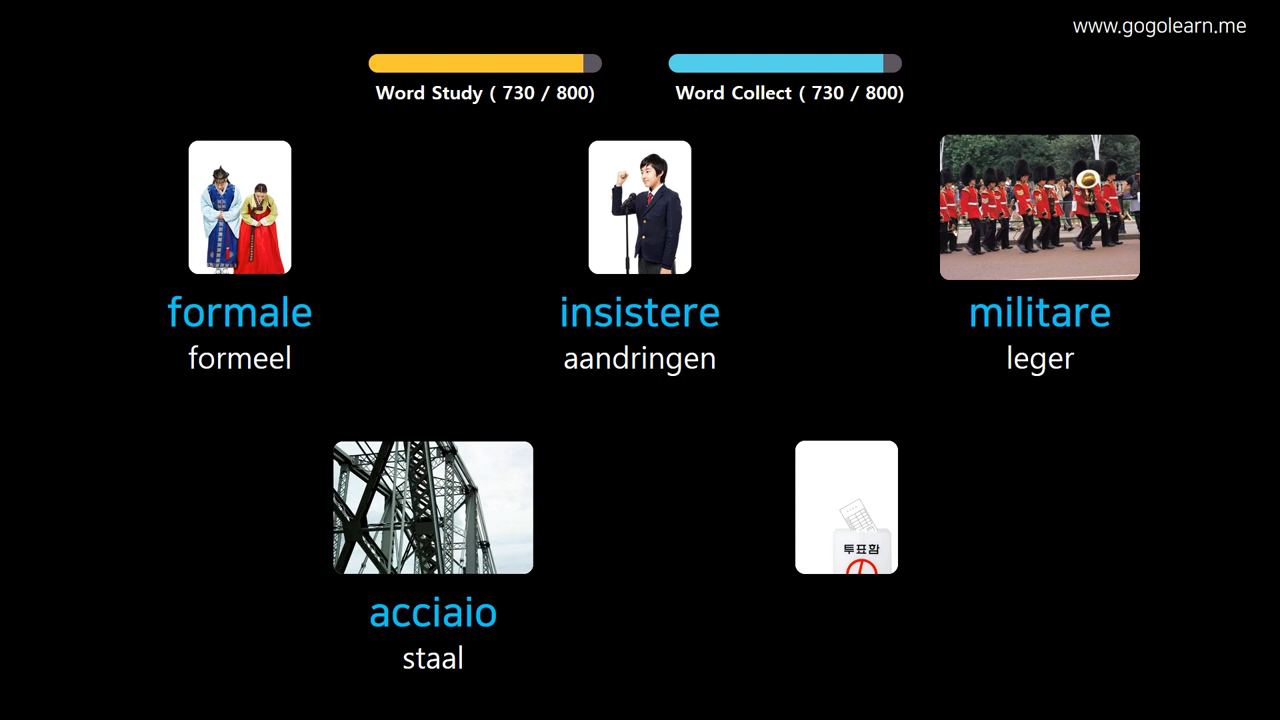 www.gogolearn.me
Word Study ( 730 / 800)
Word Collect ( 730 / 800)
formale
formeel
insistere
aandringen
militare
leger
투표함
acciaio
staal